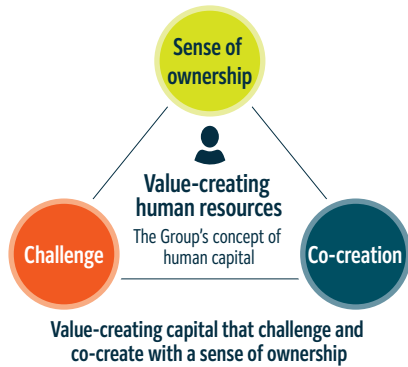 Sense of
ownership
Value-creating
human resources
The Group's concept of
human capital
Challenge
Co-creation
Value-creating capital that challenge and
co-create with a sense of ownership